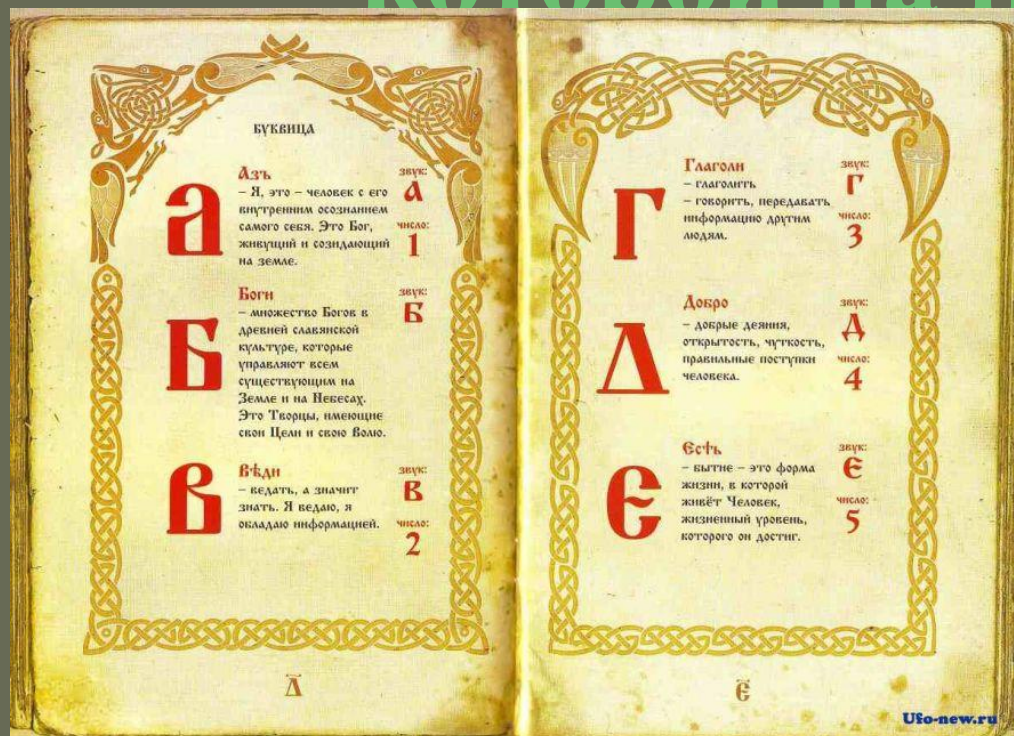 БУКВИЦА
А
Азъ
– Я, это – человек с его
внутренним осознанием
самого себя. Это Бог,
живущий и созидающий
на земле.
звук:
А
число:
1
Б
Боги
– множество Богов в
древней славянской
культуре, которые
управляют всем
существующим на
Земле и на Небесах.
Это Творцы, имеющие
свои Цели и свою Волю.
звук:
Б
В
Вѣди
– ведать, а значит
знать. Я ведаю, я
обладаю информацией.
звук:
В
число:
2
Д
Г
Глаголи
– глаголить
– говорить, передавать
информацию другим
людям.
звук:
Г
число:
3
Д
Добро
– добрые деяния,
открытость, чуткость,
правильные поступки
человека.
звук:
Д
число:
4
Є
Єсть
– бытие – это форма
жизни, в которой
живёт Человек,
жизненный уровень,
которого он достиг.
звук:
Є
число:
5
Є
Ufo-new.ru